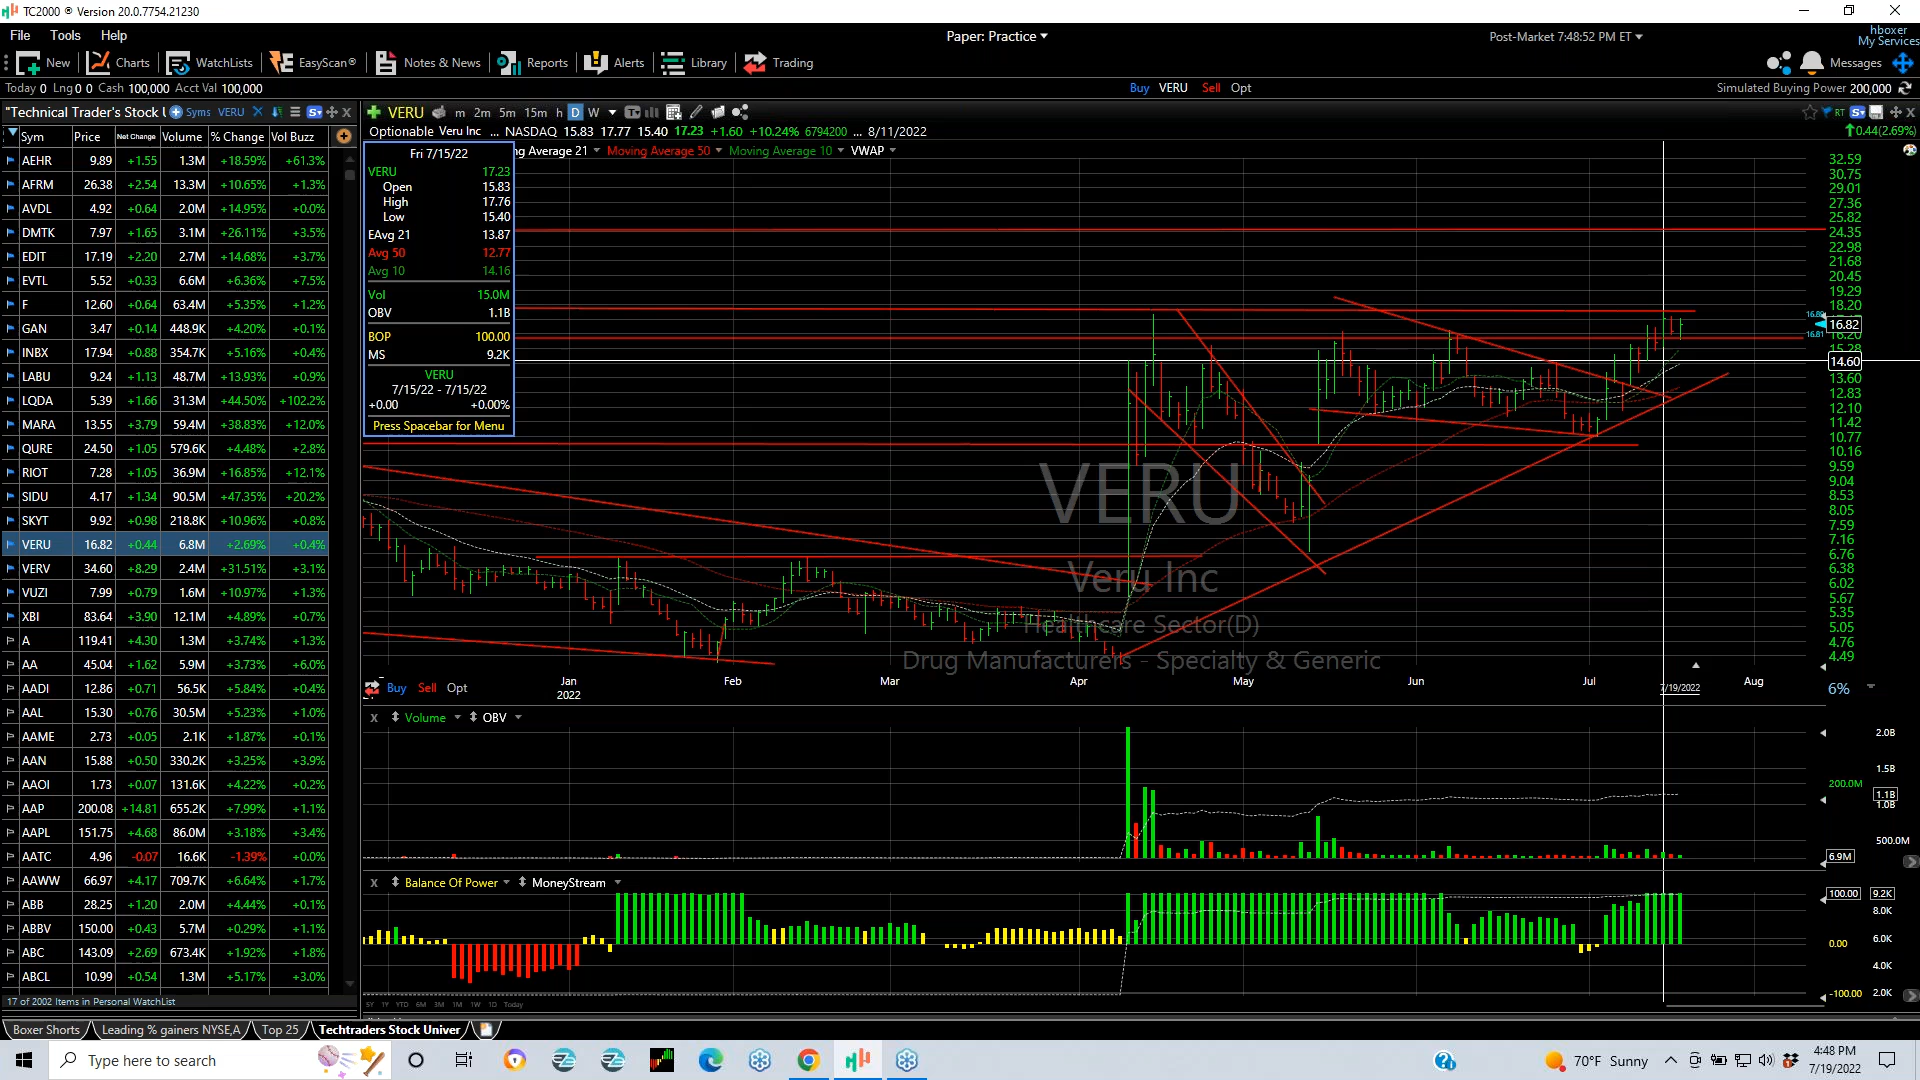 TC2000 ® Version 20.0.7754.21230
File Tools Help
Paper: Practice
Post-Market 7:48:52 PM ET
hboxer
My Services
New Charts WatchLists EasyScan® Notes & News Reports Alerts Library Trading
Messages
Today 0 Lng 0 0 Cash 100,000 Acct Val 100,000
Buy VERU Sell Opt
Simulated Buying Power 200,000
"Technical Trader's Stock U Syms VERU
VERU m 2m 5m 15m h D W
RT
Sym Price Net Change Volume % Change Vol Buzz
Optionable Veru Inc ... NASDAQ 15.83 17.77 15.40 17.23 +1.60 +10.24% 6794200 ... 8/11/2022
0.44(2.69%)
ng Average 21 Moving Average 50 Moving Average 10 VWAP
Fri 7/15/22
VERU 17.23
Open 15.83
High 17.76
Low 15.40
EAvg 21 13.87
Avg 50 12.77
Avg 10 14.16
Vol 15.0M
OBV 1.1B
BOP 100.00
MS 9.2K
VERU
7/15/22 - 7/15/22
+0.00 +0.00%
Press Spacebar for Menu
AEHR 9.89 +1.55 1.3M +18.59% +61.3%
AFRM 26.38 +2.54 13.3M +10.65% +1.3%
AVDL 4.92 +0.64 2.0M +14.95% +0.0%
DMTK 7.97 +1.65 3.1M +26.11% +3.5%
EDIT 17.19 +2.20 2.7M +14.68% +3.7%
EVTL 5.52 +0.33 6.6M +6.36% +7.5%
F 12.60 +0.64 63.4M +5.35% +1.2%
GAN 3.47 +0.14 448.9K +4.20% +0.1%
INBX 17.94 +0.88 354.7K +5.16% +0.4%
LABU 9.24 +1.13 48.7M +13.93% +0.9%
LQDA 5.39 +1.66 31.3M +44.50% +102.2%
MARA 13.55 +3.79 59.4M +38.83% +12.0%
QURE 24.50 +1.05 579.6K +4.48% +2.8%
RIOT 7.28 +1.05 36.9M +16.85% +12.1%
SIDU 4.17 +1.34 90.5M +47.35% +20.2%
SKYT 9.92 +0.98 218.8K +10.96% +0.8%
VERU 16.82 +0.44 6.8M +2.69% +0.4%
VERV 34.60 +8.29 2.4M +31.51% +3.1%
VUZI 7.99 +0.79 1.6M +10.97% +1.3%
XBI 83.64 +3.90 12.1M +4.89% +0.7%
A 119.41 +4.30 1.3M +3.74% +1.3%
AA 45.04 +1.62 5.9M +3.73% +6.0%
AADI 12.86 +0.71 56.5K +5.84% +0.4%
AAL 15.30 +0.76 30.5M +5.23% +1.0%
AAME 2.73 +0.05 2.1K +1.87% +0.1%
AAN 15.88 +0.50 330.2K +3.25% +3.9%
AAOI 1.73 +0.07 131.6K +4.22% +0.2%
AAP 200.08 +14.81 655.2K +7.99% +1.1%
AAPL 151.75 +4.68 86.0M +3.18% +3.4%
AATC 4.96 -0.07 16.6K -1.39% +0.0%
AAWW 66.97 +4.17 709.7K +6.64% +1.7%
ABB 28.25 +1.20 2.0M +4.44% +0.1%
ABBV 150.00 +0.43 5.7M +0.29% +1.1%
ABC 143.09 +2.69 673.4K +1.92% +1.8%
ABCL 10.99 +0.54 1.3M +5.17% +3.0%
17 of 2002 Items in Personal WatchList
32.59
30.75
29.01
27.36
25.82
24.35
22.98
21.68
20.45
19.29
18.20
16.82
16.20
15.28
14.60
13.60
12.83
12.10
11.42
10.77
10.16
9.59
9.04
8.53
8.05
7.59
7.16
6.76
6.38
6.02
5.67
5.35
5.05
4.76
4.49
VERU
Veru Inc
Healthcare Sector(D)
Drug Manufacturers - Specialty & Generic
Buy Sell Opt
Jan Feb Mar Apr May Jun Jul Aug
2022
7/19/2022
6%
X Volume OBV
2.0B
1.5B
200.0M
1.1B
1.0B
500.0M
6.9M
X Balance Of Power MoneyStream
100.00 9.2K
8.0K
0.00 6.0K
4.0K
-100.00 2.0K
5Y 1Y YTD 6M 3M 1M 1W 1D Today
Boxer Shorts Leading % gainers NYSE,A Top 25 Techtraders Stock Univer
Type here to search
70°F Sunny
4:48 PM
7/19/2022